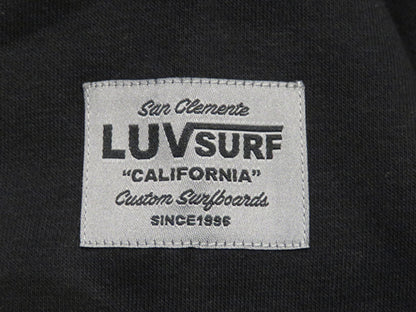 San Clemente
LUVSURF
"CALIFORNIA"
Custom Surfboards
SINCE1996